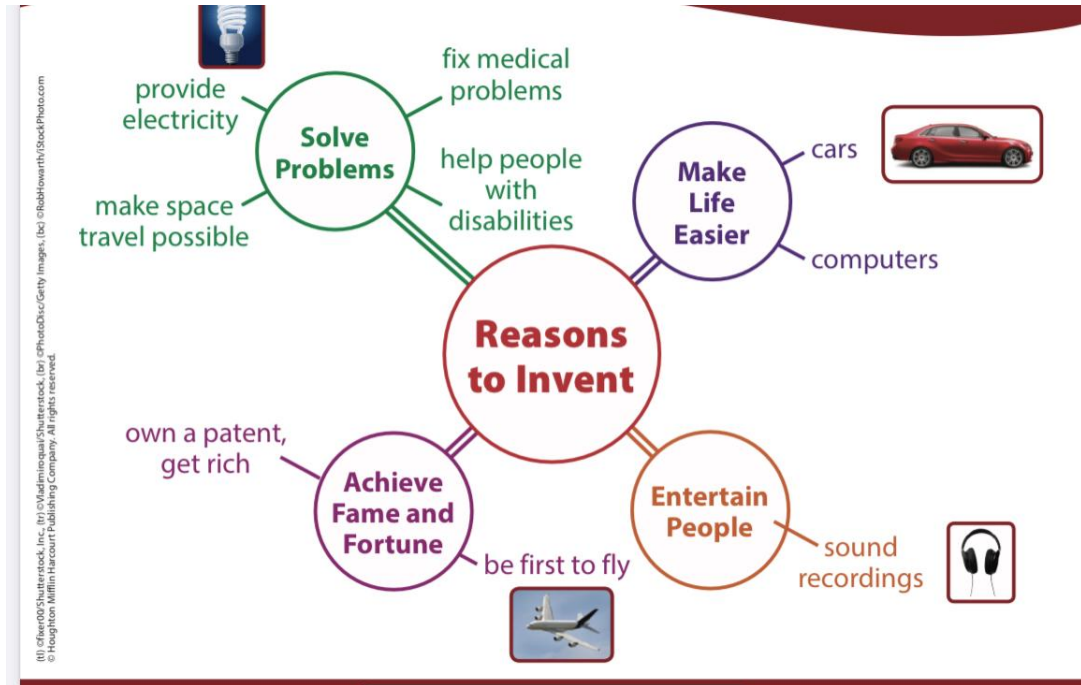 provide
electricity
fix medical
problems
Solve
Problems
help people
with
disabilities
make space
travel possible
Make
Life
Easier
cars
computers
Reasons
to Invent
own a patent,
get rich
Achieve
Fame and
Fortune
be first to fly
Entertain
People
sound
recordings
(tl) ©fixer00/Shutterstock, Inc., (tr) ©Vladimiroquai/Shutterstock, (br) ©PhotoDisc/Getty Images, (bc) ©RobHowarth/iStockPhoto.com
© Houghton Mifflin Harcourt Publishing Company. All rights reserved.